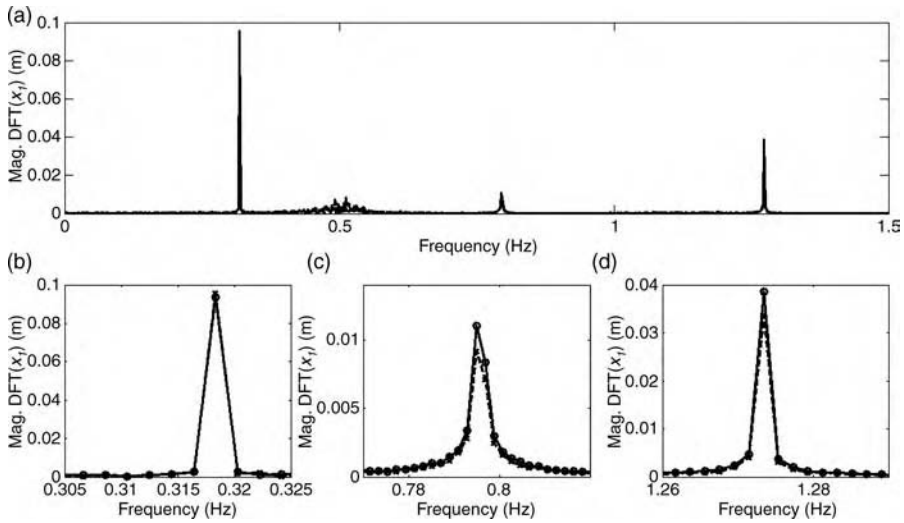 (a)
0.1
0.08
0.06
0.04
0.02
0
Mag. DFT(x₁) (m)
0 0.5 1 1.5
Frequency (Hz)
(b)
0.1
0.08
0.06
0.04
0.02
0
Mag. DFT(x₁) (m)
0.305 0.31 0.315 0.32 0.325
Frequency (Hz)
(c)
0.01
0.005
0
Mag. DFT(x₁) (m)
0.78 0.8
Frequency (Hz)
(d)
0.04
0.03
0.02
0.01
0
Mag. DFT(x₁) (m)
1.26 1.28
Frequency (Hz)